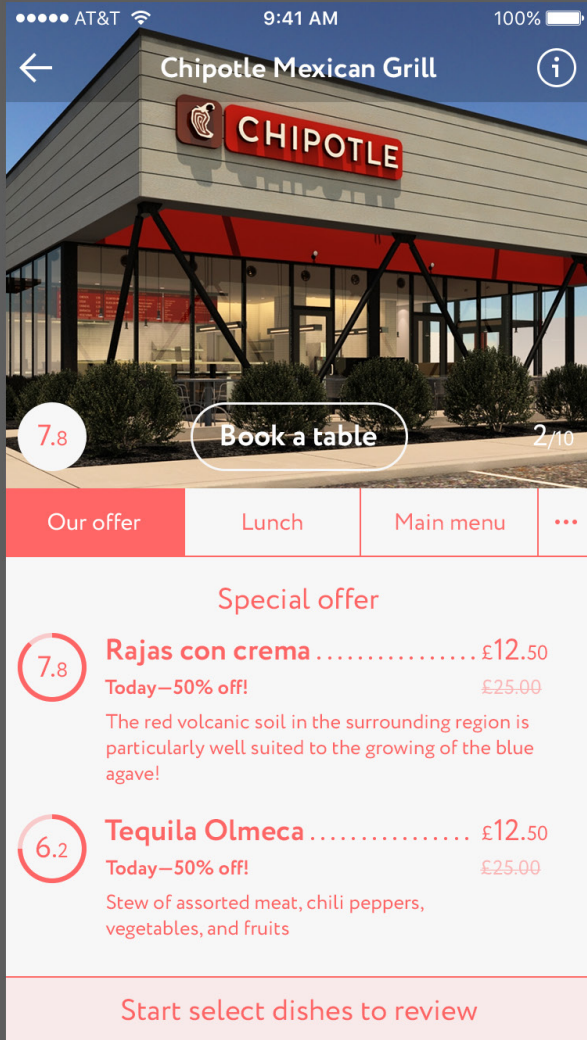 AT&T 9:41 AM 100%
Chipotle Mexican Grill
CHIPOTLE
7.8 Book a table 2/10
Our offer Lunch Main menu ...
Special offer
7.8 Rajas con crema ................ £12.50
Today—50% off! £25.00
The red volcanic soil in the surrounding region is
particularly well suited to the growing of the blue
agave!
6.2 Tequila Olmeca ................ £12.50
Today—50% off! £25.00
Stew of assorted meat, chili peppers,
vegetables, and fruits
Start select dishes to review